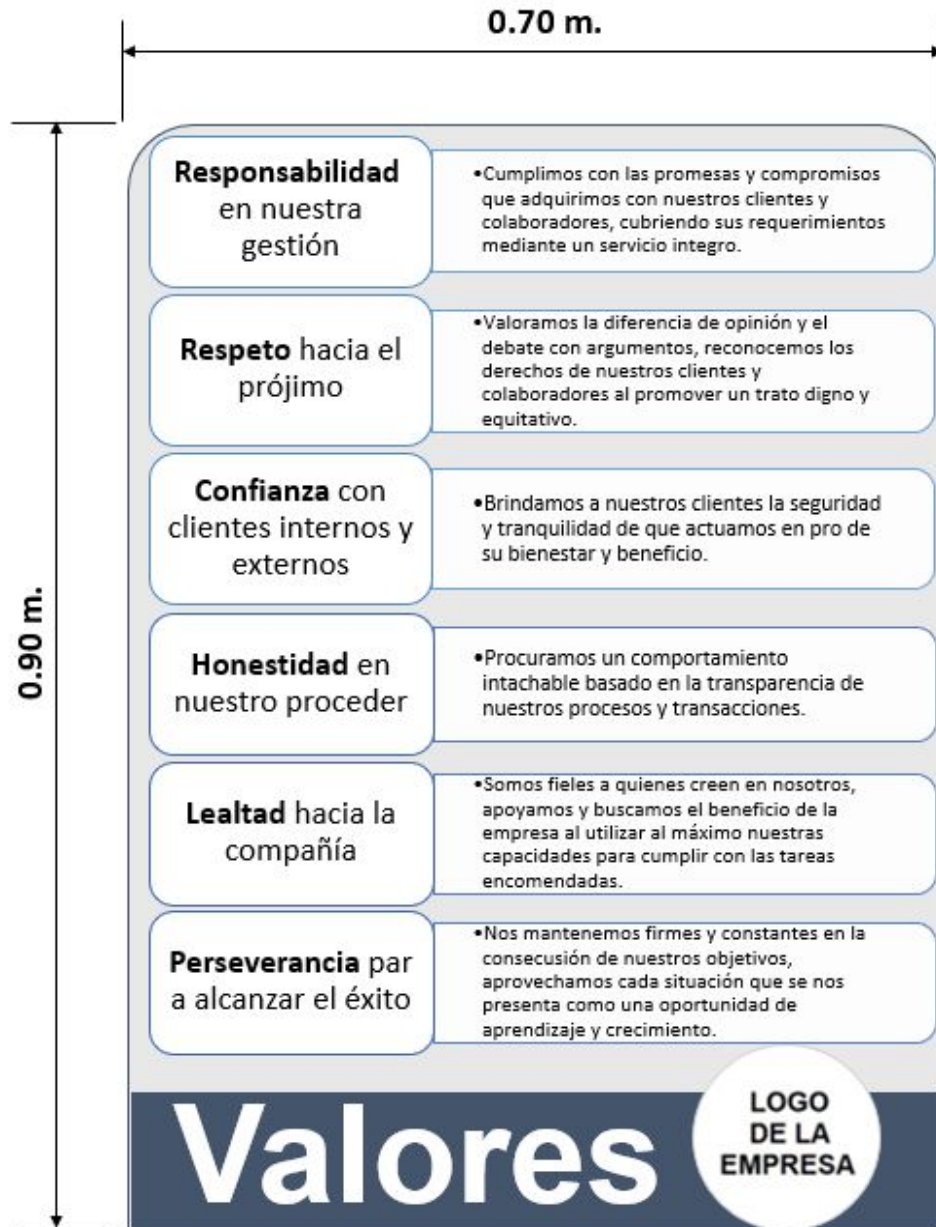 0.70 m.
0.90 m.
Responsabilidad
en nuestra
gestión
•Cumplimos con las promesas y compromisos
que adquirimos con nuestros clientes y
colaboradores, cubriendo sus requerimientos
mediante un servicio integro.
Respeto hacia el
prójimo
•Valoramos la diferencia de opinión y el
debate con argumentos, reconocemos los
derechos de nuestros clientes y
colaboradores al promover un trato digno y
equitativo.
Confianza con
clientes internos y
externos
•Brindamos a nuestros clientes la seguridad
y tranquilidad de que actuamos en pro de
su bienestar y beneficio.
Honestidad en
nuestro proceder
•Procuramos un comportamiento
intachable basado en la transparencia de
nuestros procesos y transacciones.
Lealtad hacia la
compañía
•Somos fieles a quienes creen en nosotros,
apoyamos y buscamos el beneficio de la
empresa al utilizar al máximo nuestras
capacidades para cumplir con las tareas
encomendadas.
Perseverancia par
a alcanzar el éxito
•Nos mantenemos firmes y constantes en la
consecusión de nuestros objetivos,
aprovechamos cada situación que se nos
presenta como una oportunidad de
aprendizaje y crecimiento.
Valores
LOGO
DE LA
EMPRESA